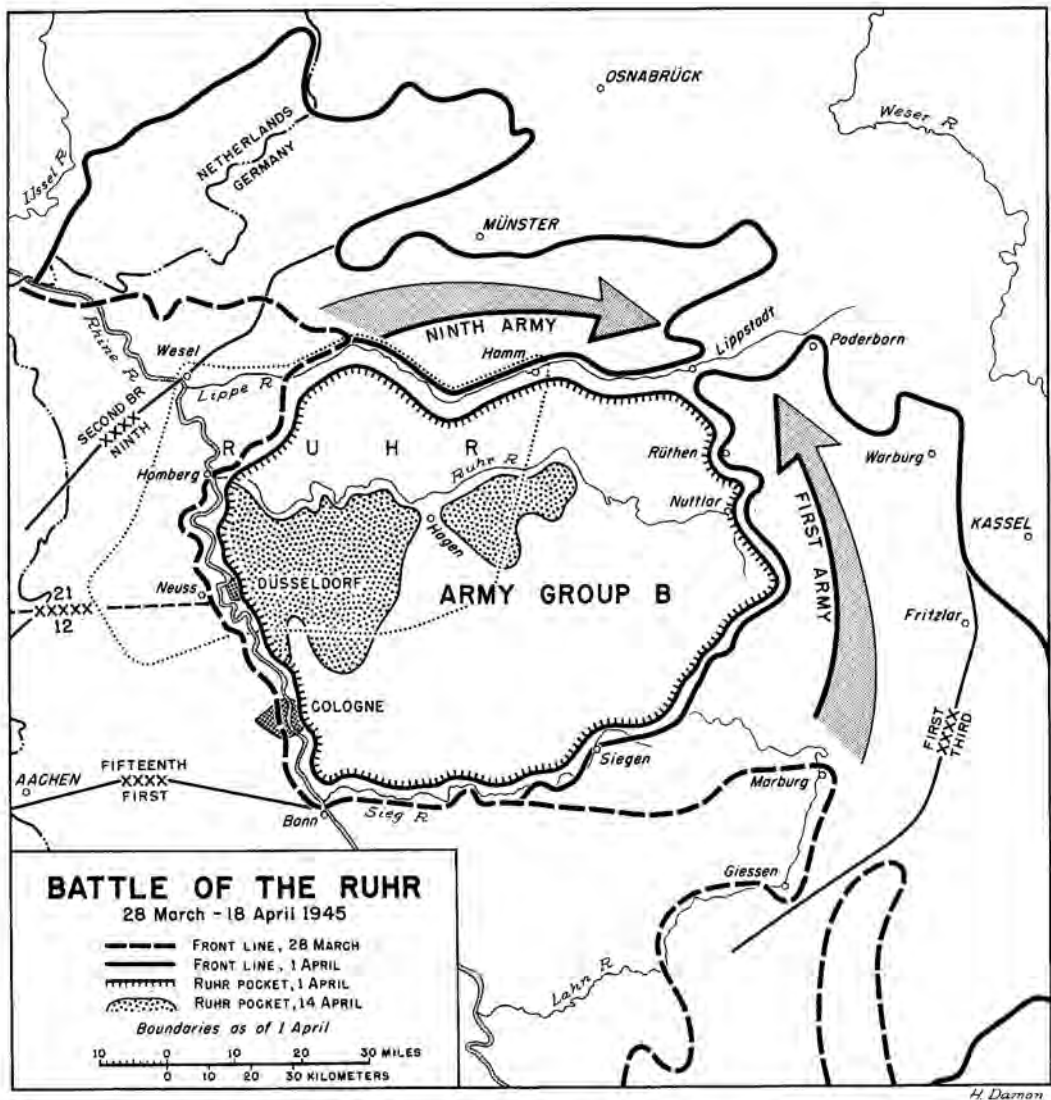 OSNABRÜCK
Weser R
IJssel R
NETHERLANDS
GERMANY
MÜNSTER
NINTH ARMY
Rhine R
Wesel
Lippe R
Hamm
Lippstadt
Paderborn
SECOND BR
XXXX
NINTH
RUHR
Homberg
Ruhr R
Rüthen
Warburg
Nuttlar
Hagen
KASSEL
FIRST ARMY
DÜSSELDORF
ARMY GROUP B
Neuss
21
XXXXX
12
Fritzlar
COLOGNE
FIRST
XXXX
THIRD
Siegen
AACHEN
FIFTEENTH
XXXX
FIRST
Marburg
Bonn
Sieg R
Giessen
Lahn R
BATTLE OF THE RUHR
28 March - 18 April 1945
FRONT LINE, 28 MARCH
FRONT LINE, 1 APRIL
RUHR POCKET, 1 APRIL
RUHR POCKET, 14 APRIL
Boundaries as of 1 April
10 0 10 20 30 MILES
0 10 20 30 KILOMETERS
H. Damon